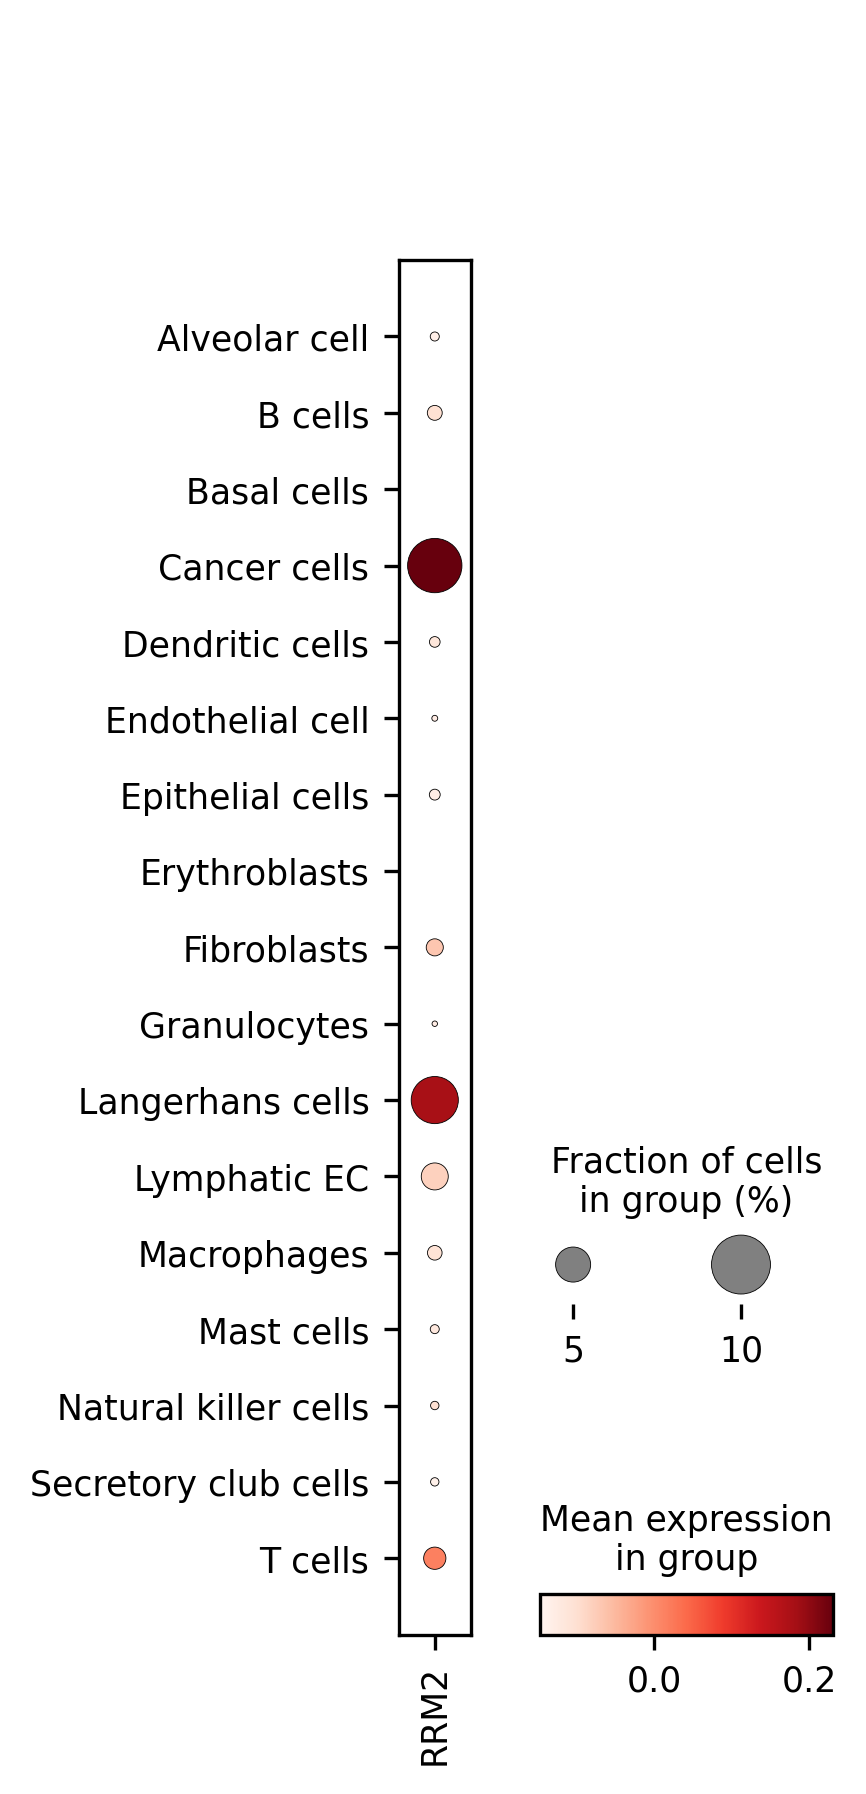 Alveolar cell
B cells
Basal cells
Cancer cells
Dendritic cells
Endothelial cell
Epithelial cells
Erythroblasts
Fibroblasts
Granulocytes
Langerhans cells
Lymphatic EC
Macrophages
Mast cells
Natural killer cells
Secretory club cells
T cells
RRM2
Fraction of cells
in group (%)
5 10
Mean expression
in group
0.0 0.2